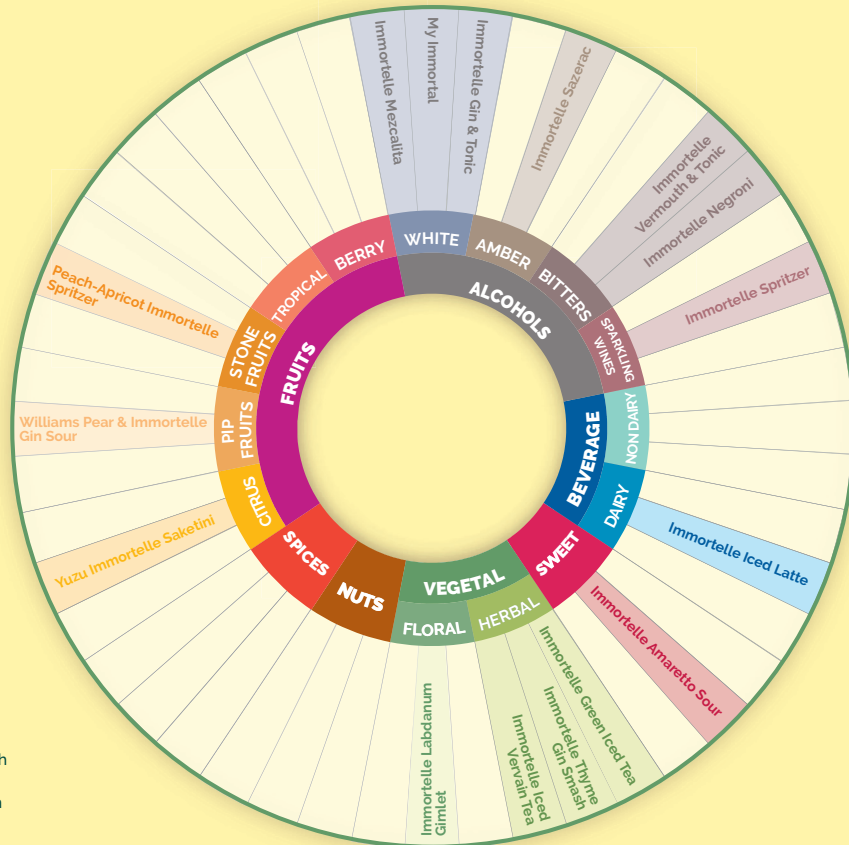 Immortelle Mezcalita
My Immortal
Immortelle Gin & Tonic
Immortelle Sazerac
Immortelle
Vermouth & Tonic
Immortelle Negroni
Immortelle Spritzer
Immortelle Iced Latte
Immortelle Amaretto Sour
Immortelle Green Iced Tea
Immortelle Thyme
Gin Smash
Immortelle Iced
Vervain Tea
Immortelle Labdanum
Gimlet
Yuzu Immortelle Saketini
Williams Pear & Immortelle
Gin Sour
Peach-Apricot Immortelle
Spritzer
WHITE
AMBER
BITTERS
SPARKLING
WINES
NON DAIRY
DAIRY
SWEET
HERBAL
FLORAL
NUTS
SPICES
CITRUS
PIP
FRUITS
STONE
FRUITS
TROPICAL
BERRY
ALCOHOLS
BEVERAGE
VEGETAL
FRUITS